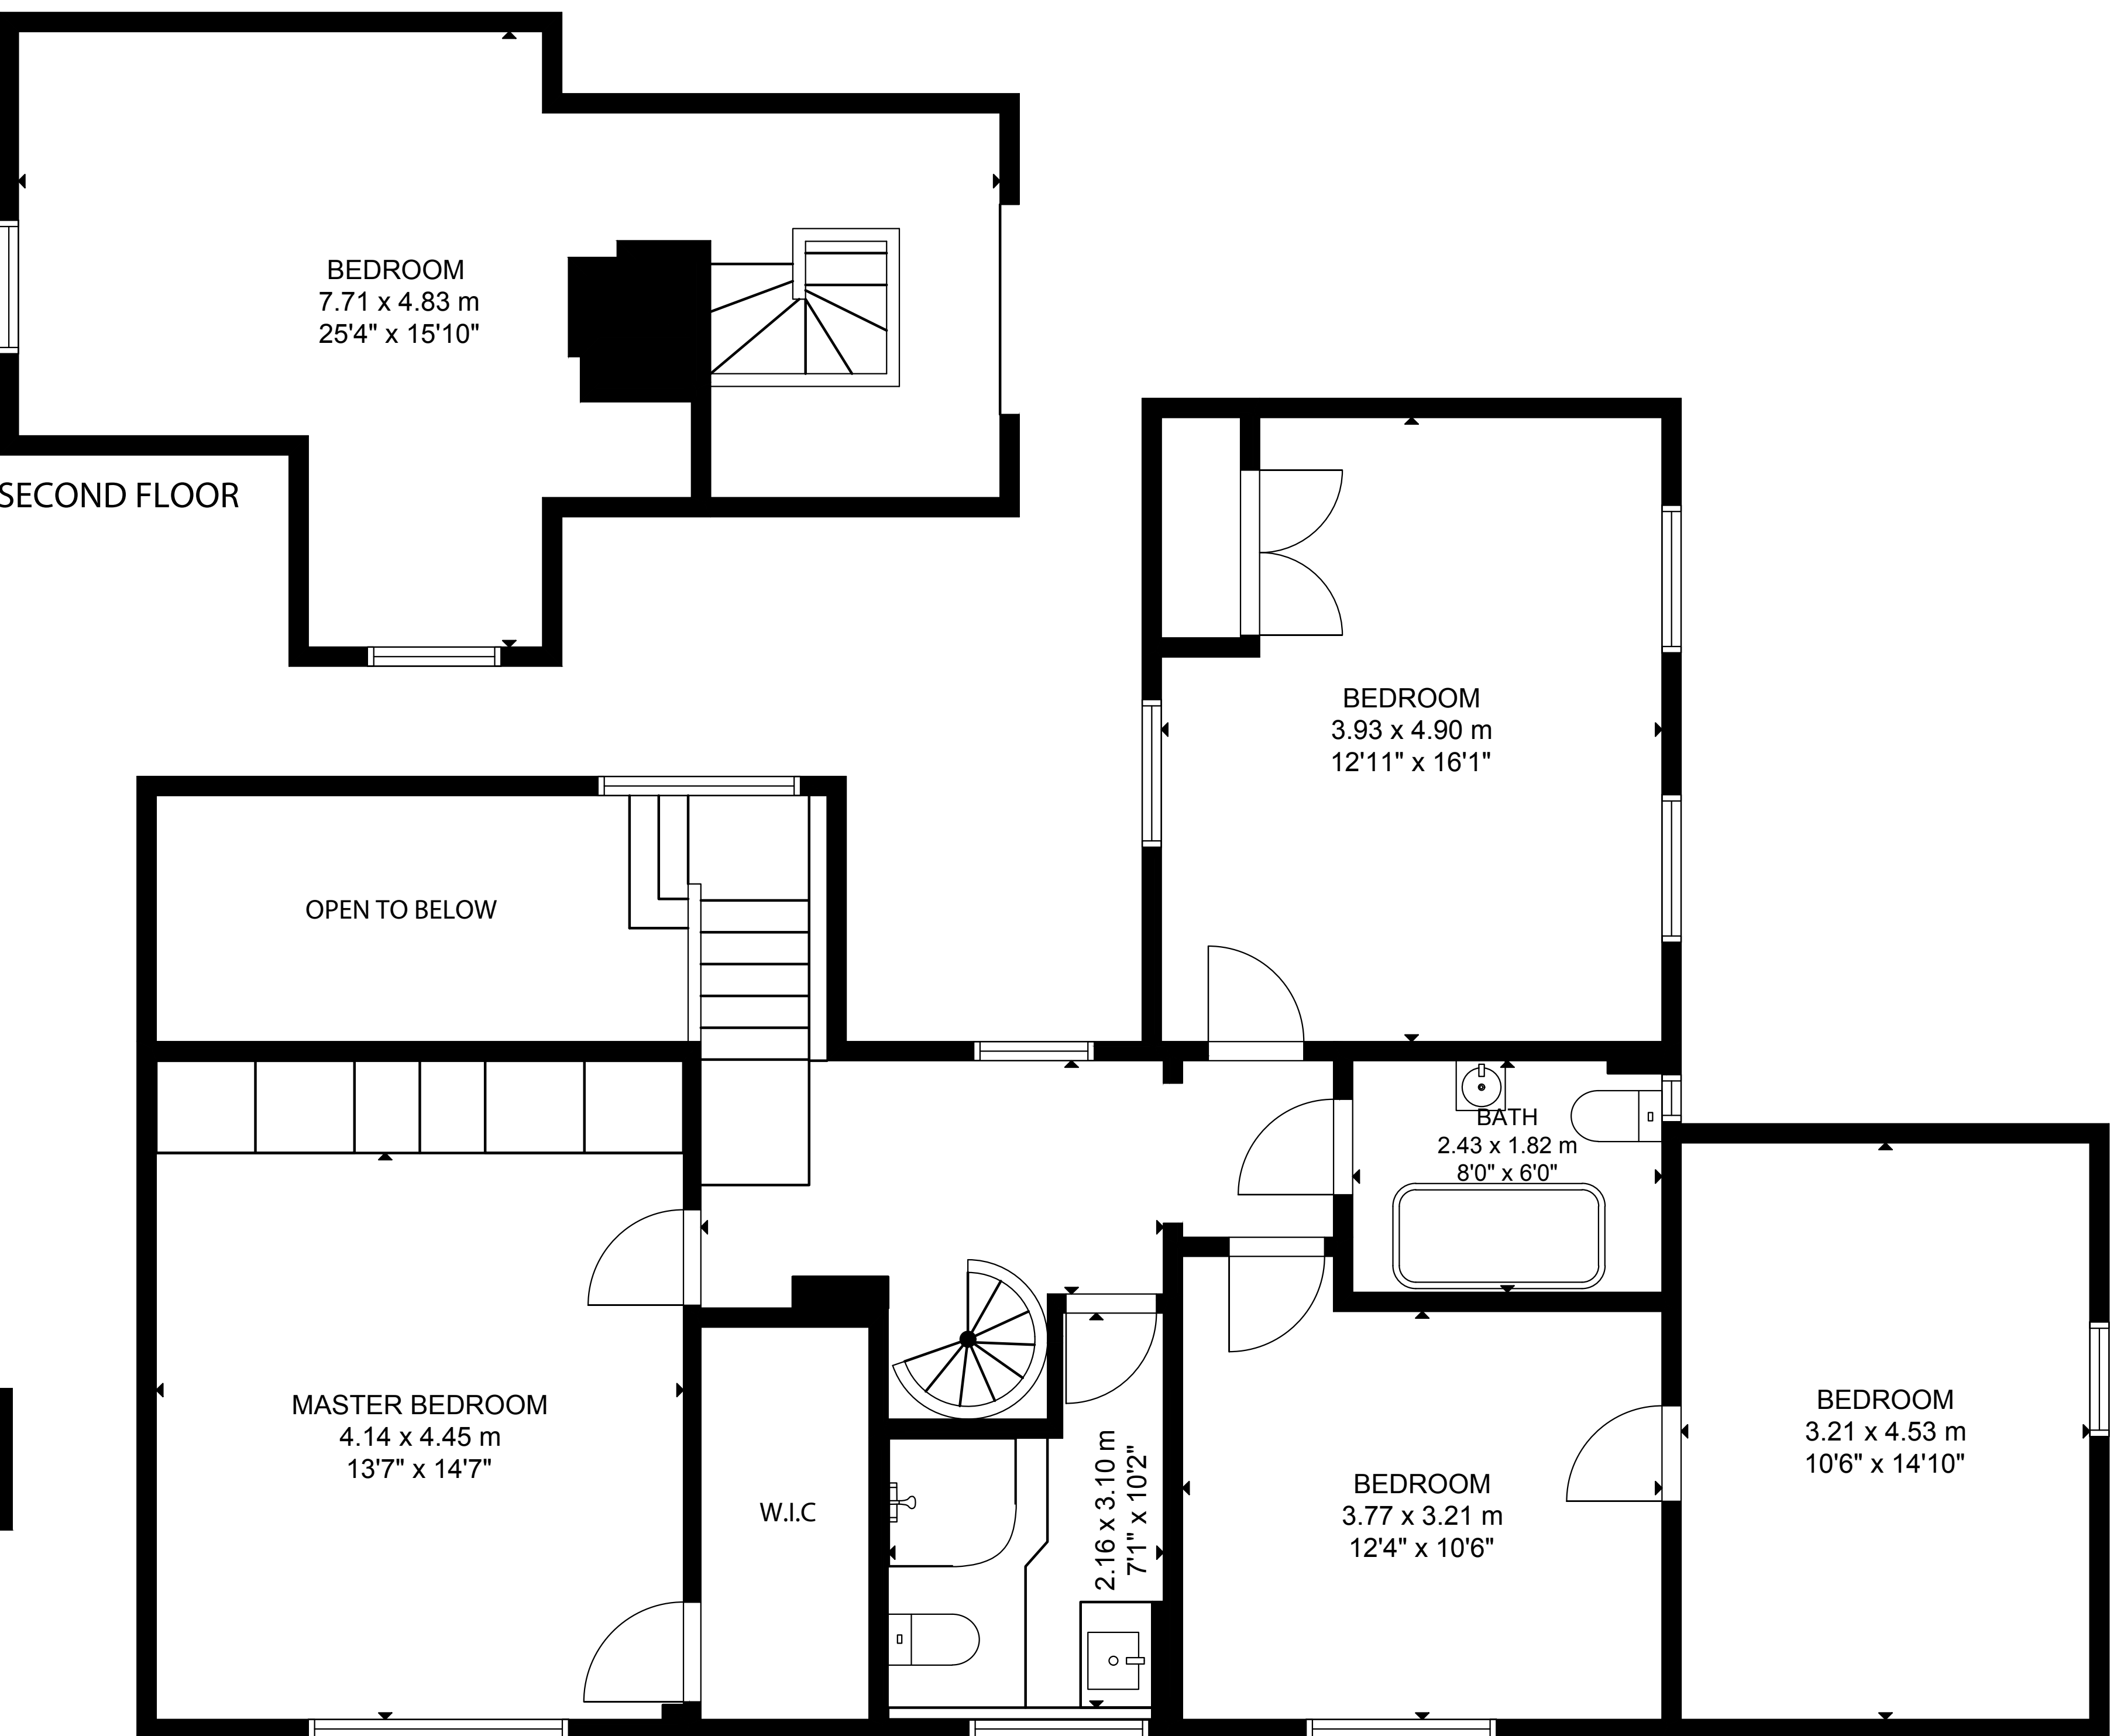 BEDROOM
7.71 x 4.83 m
25'4" x 15'10"
SECOND FLOOR
BEDROOM
3.93 x 4.90 m
12'11" x 16'1"
OPEN TO BELOW
BATH
2.43 x 1.82 m
8'0" x 6'0"
MASTER BEDROOM
4.14 x 4.45 m
13'7" x 14'7"
W.I.C
2.16 x 3.10 m
7'1" x 10'2"
BEDROOM
3.77 x 3.21 m
12'4" x 10'6"
BEDROOM
3.21 x 4.53 m
10'6" x 14'10"